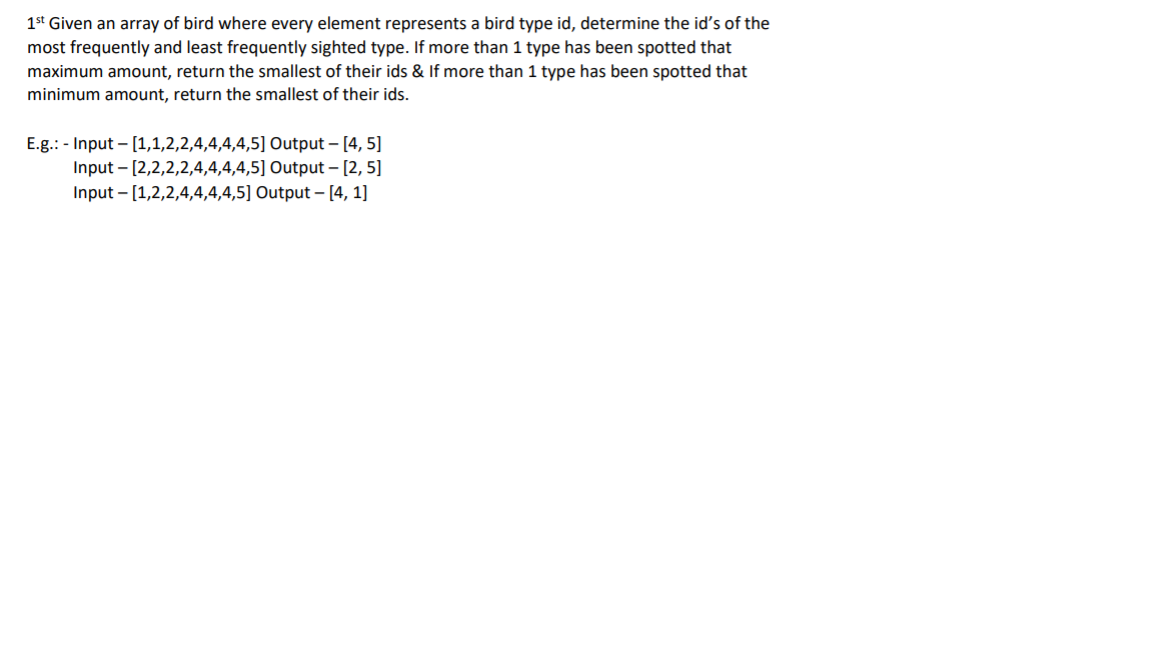 1st Given an array of bird where every element represents a bird type id, determine the id’s of the
most frequently and least frequently sighted type. If more than 1 type has been spotted that
maximum amount, return the smallest of their ids & If more than 1 type has been spotted that
minimum amount, return the smallest of their ids.
E.g.: - Input – [1,1,2,2,4,4,4,4,5] Output – [4, 5]
Input – [2,2,2,2,4,4,4,4,5] Output – [2, 5]
Input – [1,2,2,4,4,4,4,5] Output – [4, 1]